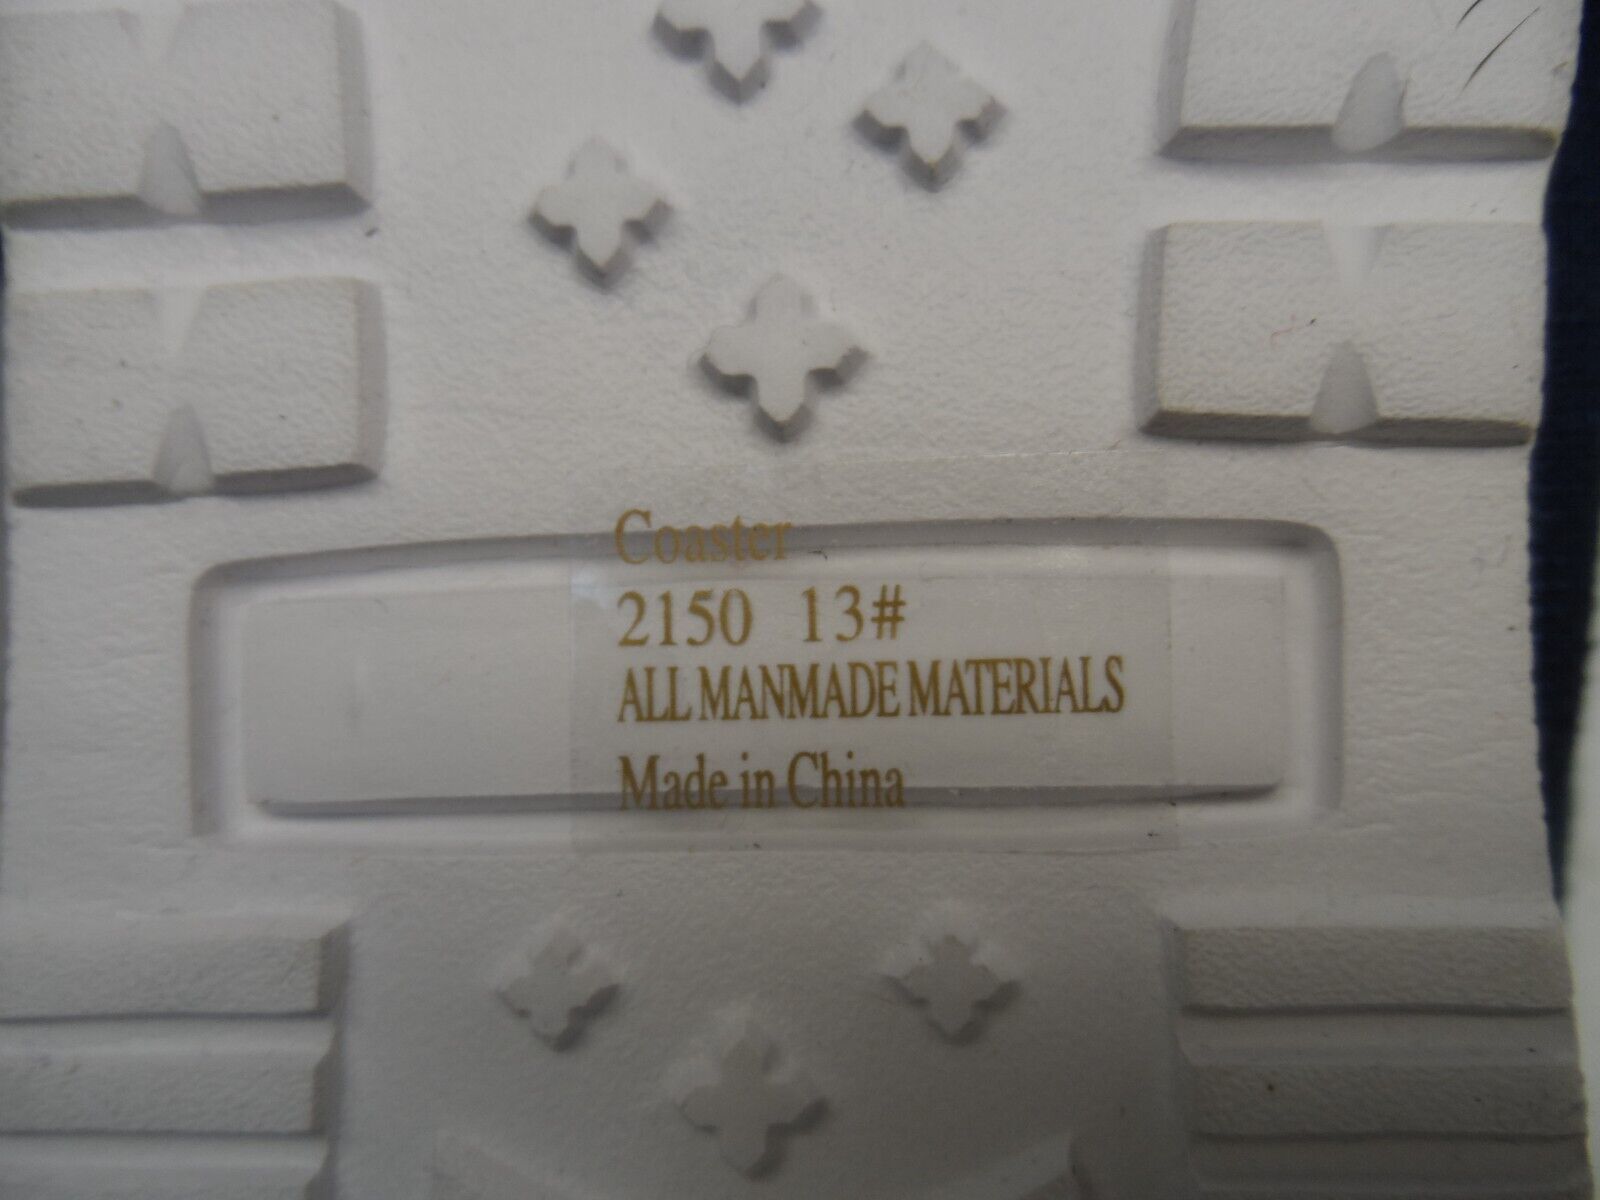 Coaster
2150 13#
ALL MANMADE MATERIALS
Made in China